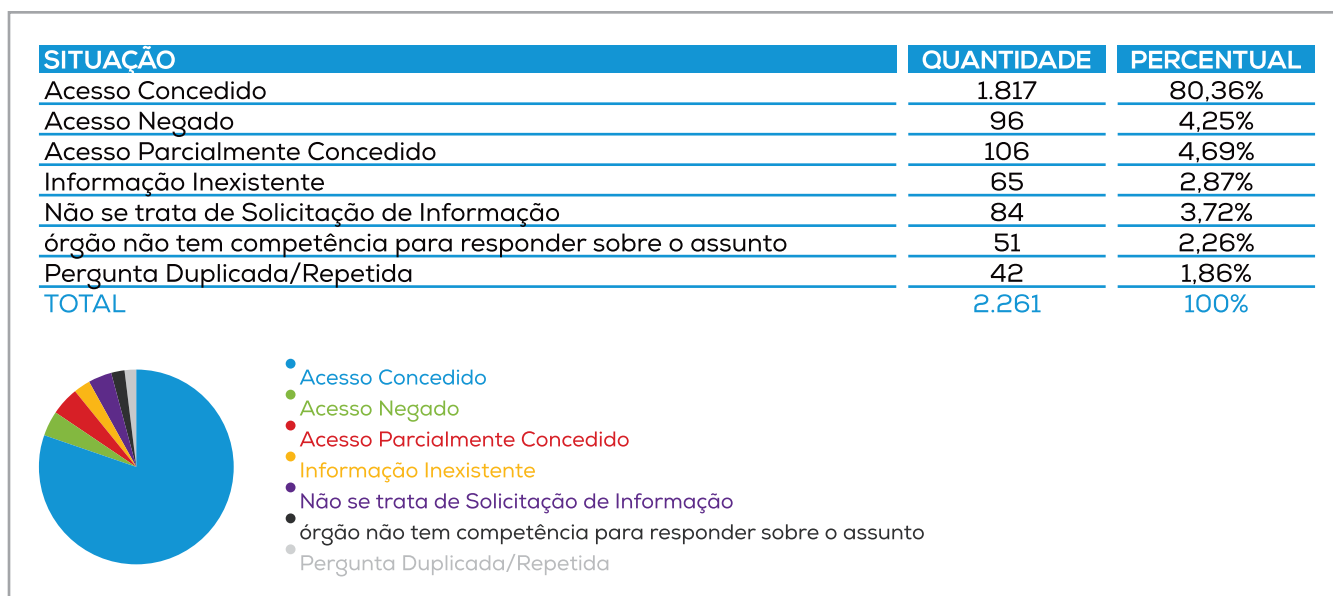 SITUAÇÃO QUANTIDADE PERCENTUAL
Acesso Concedido 1.817 80,36%
Acesso Negado 96 4,25%
Acesso Parcialmente Concedido 106 4,69%
Informação Inexistente 65 2,87%
Não se trata de Solicitação de Informação 84 3,72%
órgão não tem competência para responder sobre o assunto 51 2,26%
Pergunta Duplicada/Repetida 42 1,86%
TOTAL 2.261 100%
Acesso Concedido
Acesso Negado
Acesso Parcialmente Concedido
Informação Inexistente
Não se trata de Solicitação de Informação
órgão não tem competência para responder sobre o assunto
Pergunta Duplicada/Repetida